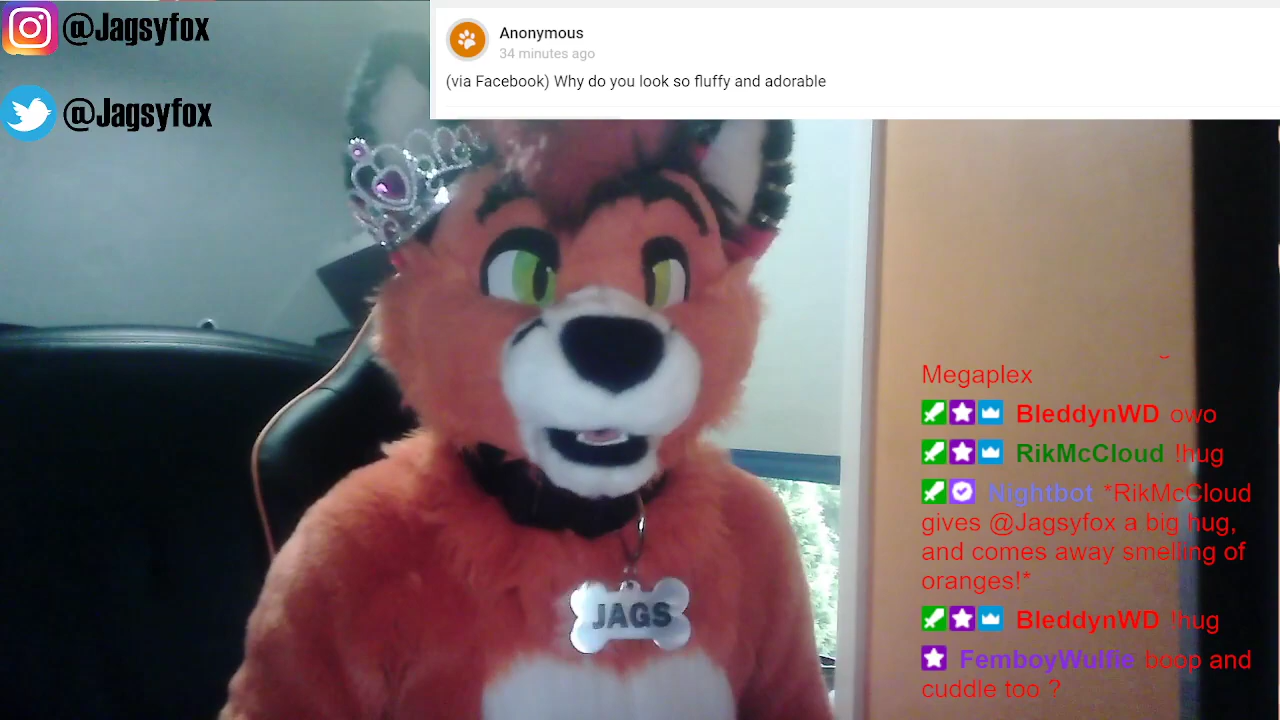 @Jagsyfox
@Jagsyfox
Anonymous
34 minutes ago
(via Facebook) Why do you look so fluffy and adorable
JAGS
Megaplex
BleddynWD owo
RikMcCloud !hug
Nightbot *RikMcCloud
gives @Jagsyfox a big hug,
and comes away smelling of
oranges!*
BleddynWD !hug
FemboyWulfie boop and
cuddle too ?